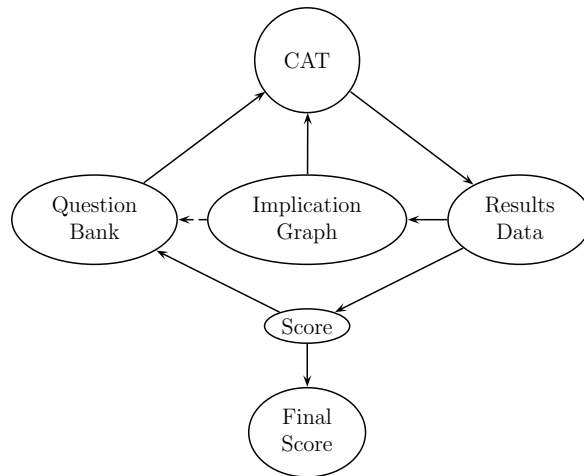 CAT
Question
Bank
Implication
Graph
Results
Data
Score
Final
Score